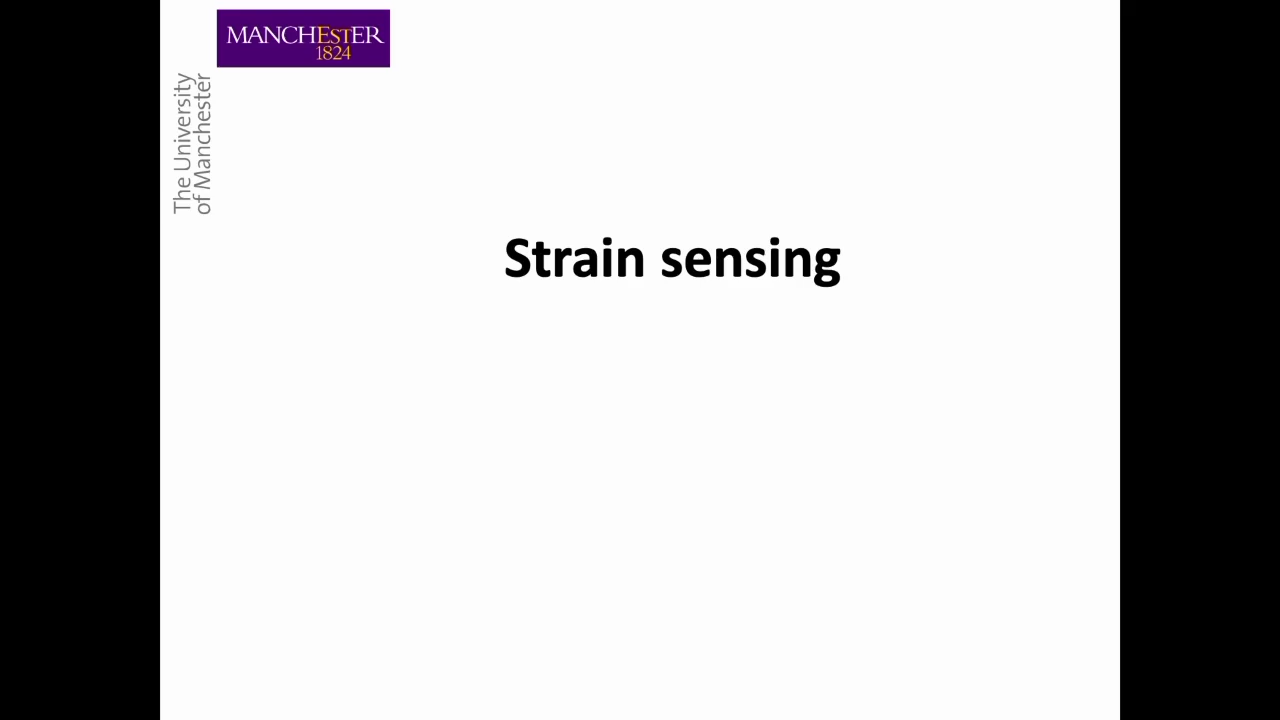 MANCHESTER
1824
The University
of Manchester
Strain sensing